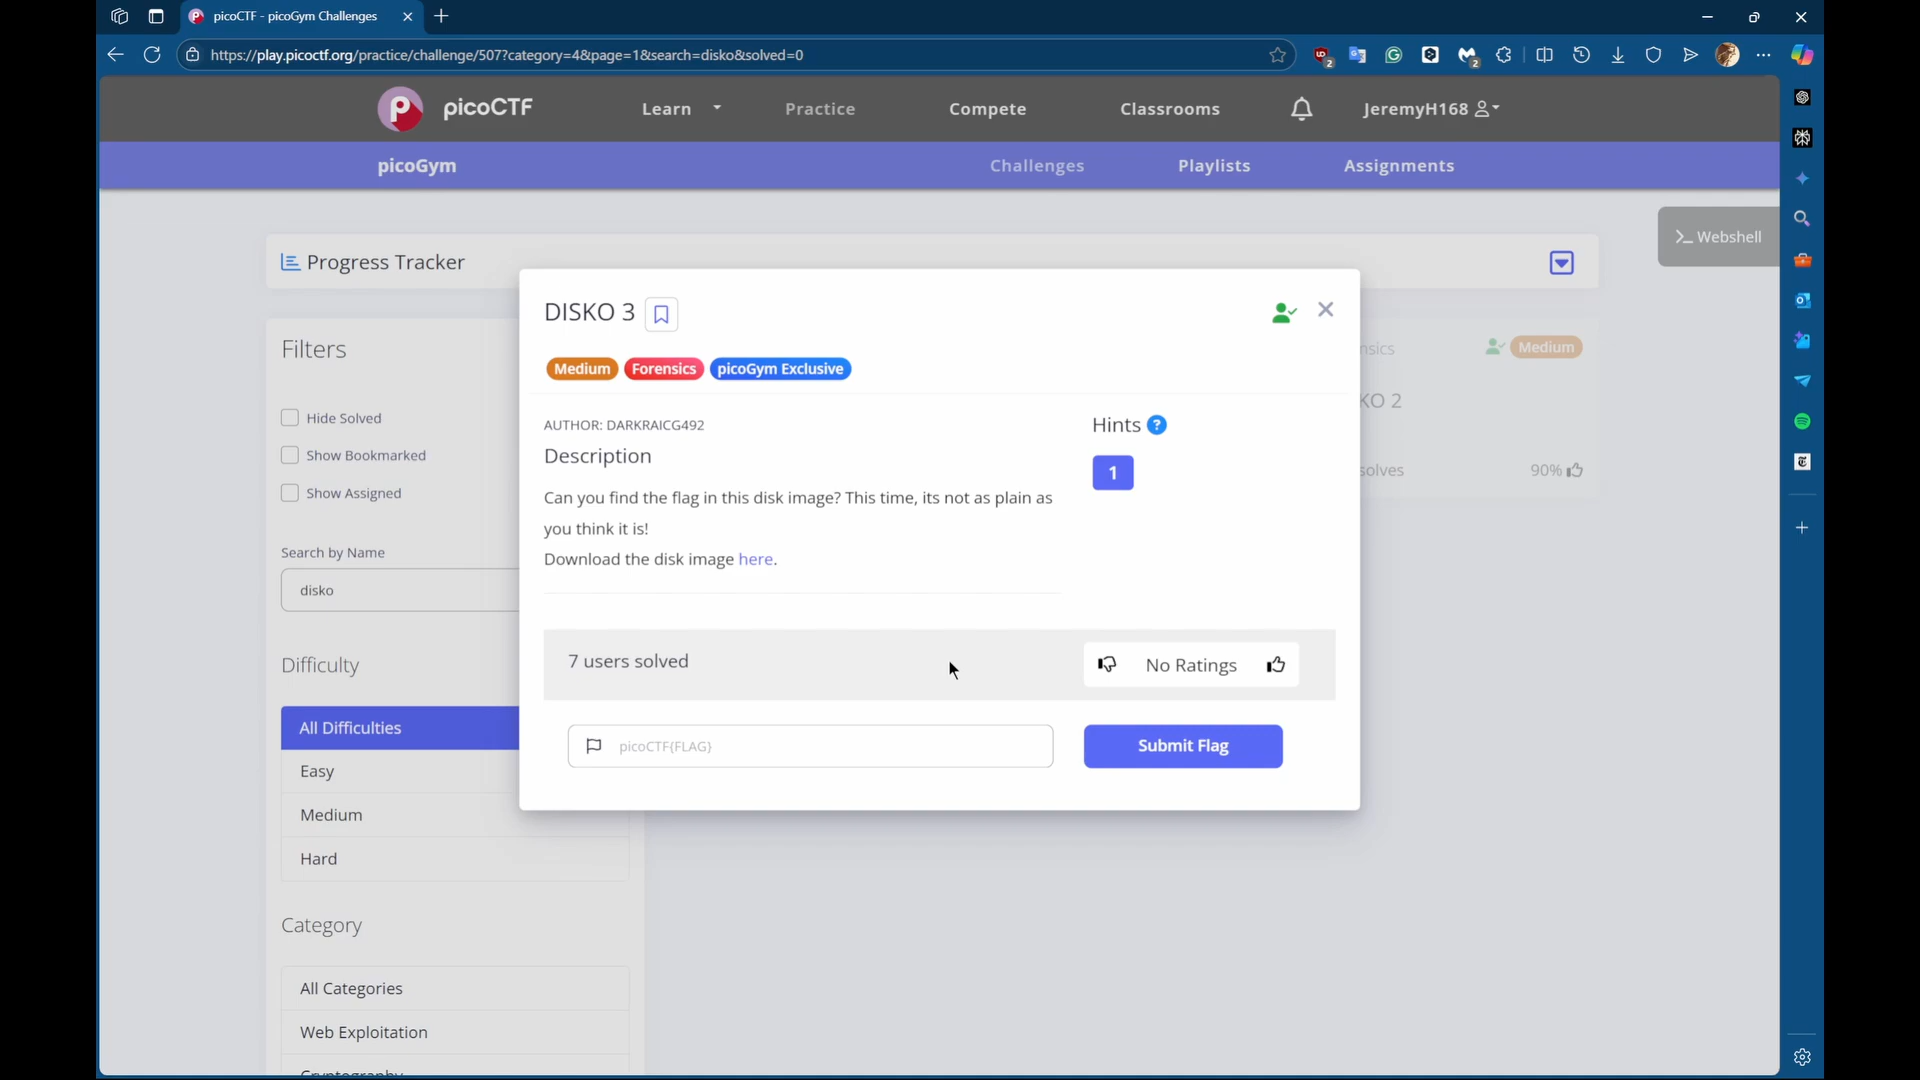 picoCTF - picoGym Challenges
https://play.picoctf.org/practice/challenge/507?category=4&page=1&search=disko&solved=0
picoCTF
Learn
Practice
Compete
Classrooms
JeremyH168
picoGym
Challenges
Playlists
Assignments
>_ Webshell
Progress Tracker
Filters
Hide Solved
Show Bookmarked
Show Assigned
Search by Name
disko
Difficulty
All Difficulties
Easy
Medium
Hard
Category
All Categories
Web Exploitation
Cryptography
DISKO 3
Medium
Forensics
picoGym Exclusive
AUTHOR: DARKRAICG492
Description
Can you find the flag in this disk image? This time, its not as plain as
you think it is!
Download the disk image here.
Hints ?
1
7 users solved
No Ratings
picoCTF{FLAG}
Submit Flag
nsics
Medium
KO 2
solves
90%